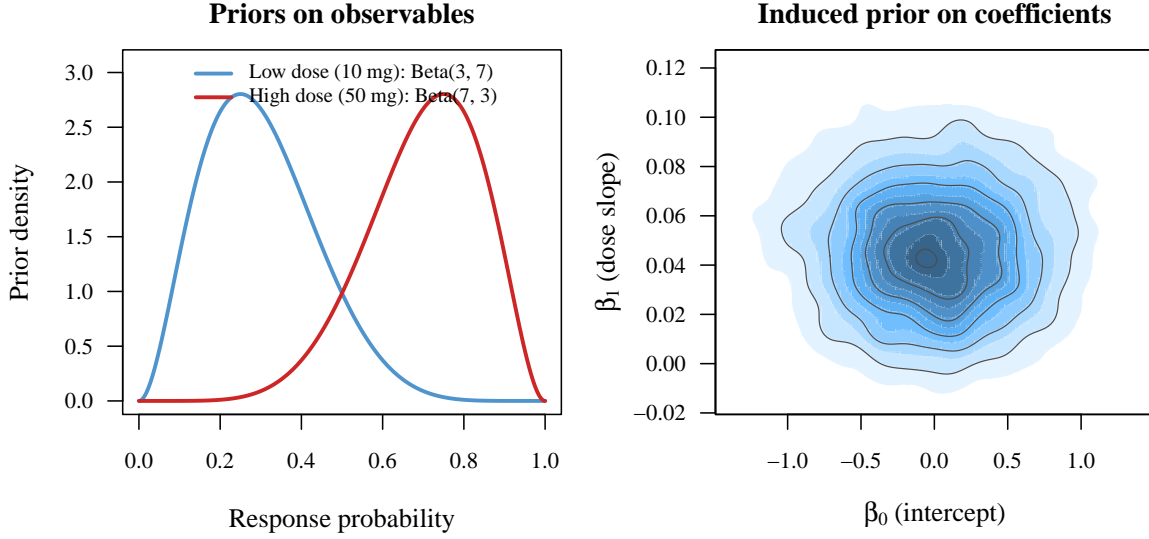 Priors on observables
Low dose (10 mg): Beta(3, 7)
High dose (50 mg): Beta(7, 3)
3.0
2.5
2.0
1.5
1.0
0.5
0.0
Prior density
0.0 0.2 0.4 0.6 0.8 1.0
Response probability
Induced prior on coefficients
0.12
0.10
0.08
0.06
0.04
0.02
0.00
−0.02
β₁ (dose slope)
−1.0 −0.5 0.0 0.5 1.0
β₀ (intercept)